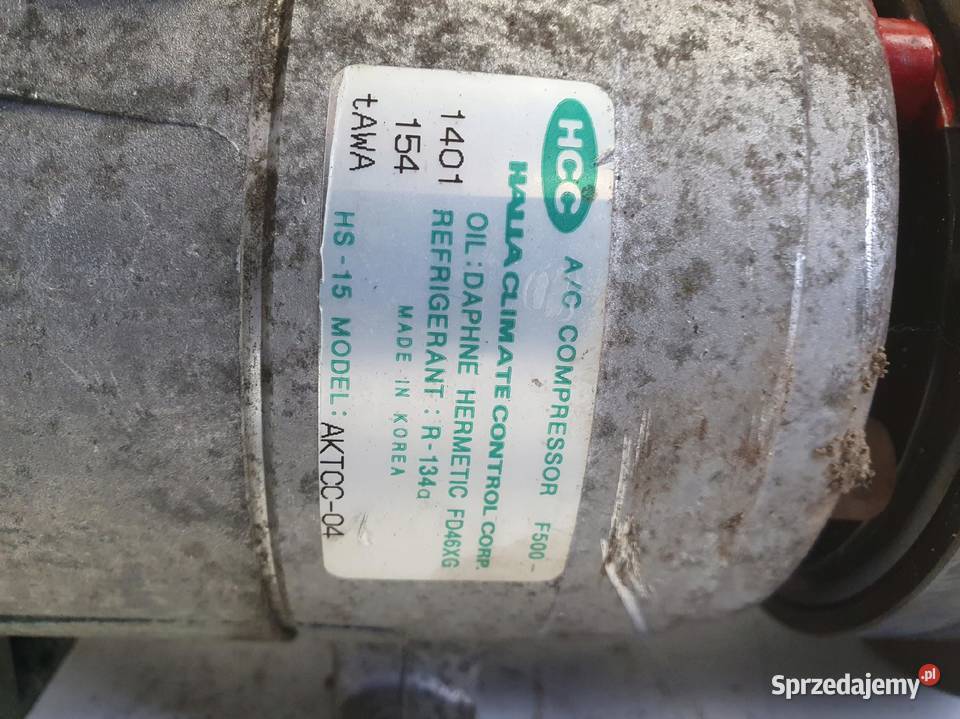 HCC A/C COMPRESSOR F500-
HALLA CLIMATE CONTROL CORP.
OIL : DAPHNE HERMETIC FD46XG
1401 REFRIGERANT : R-134a
154 MADE IN KOREA
tAWA HS-15 MODEL: AKTCC-04
Sprzedajemy.pl